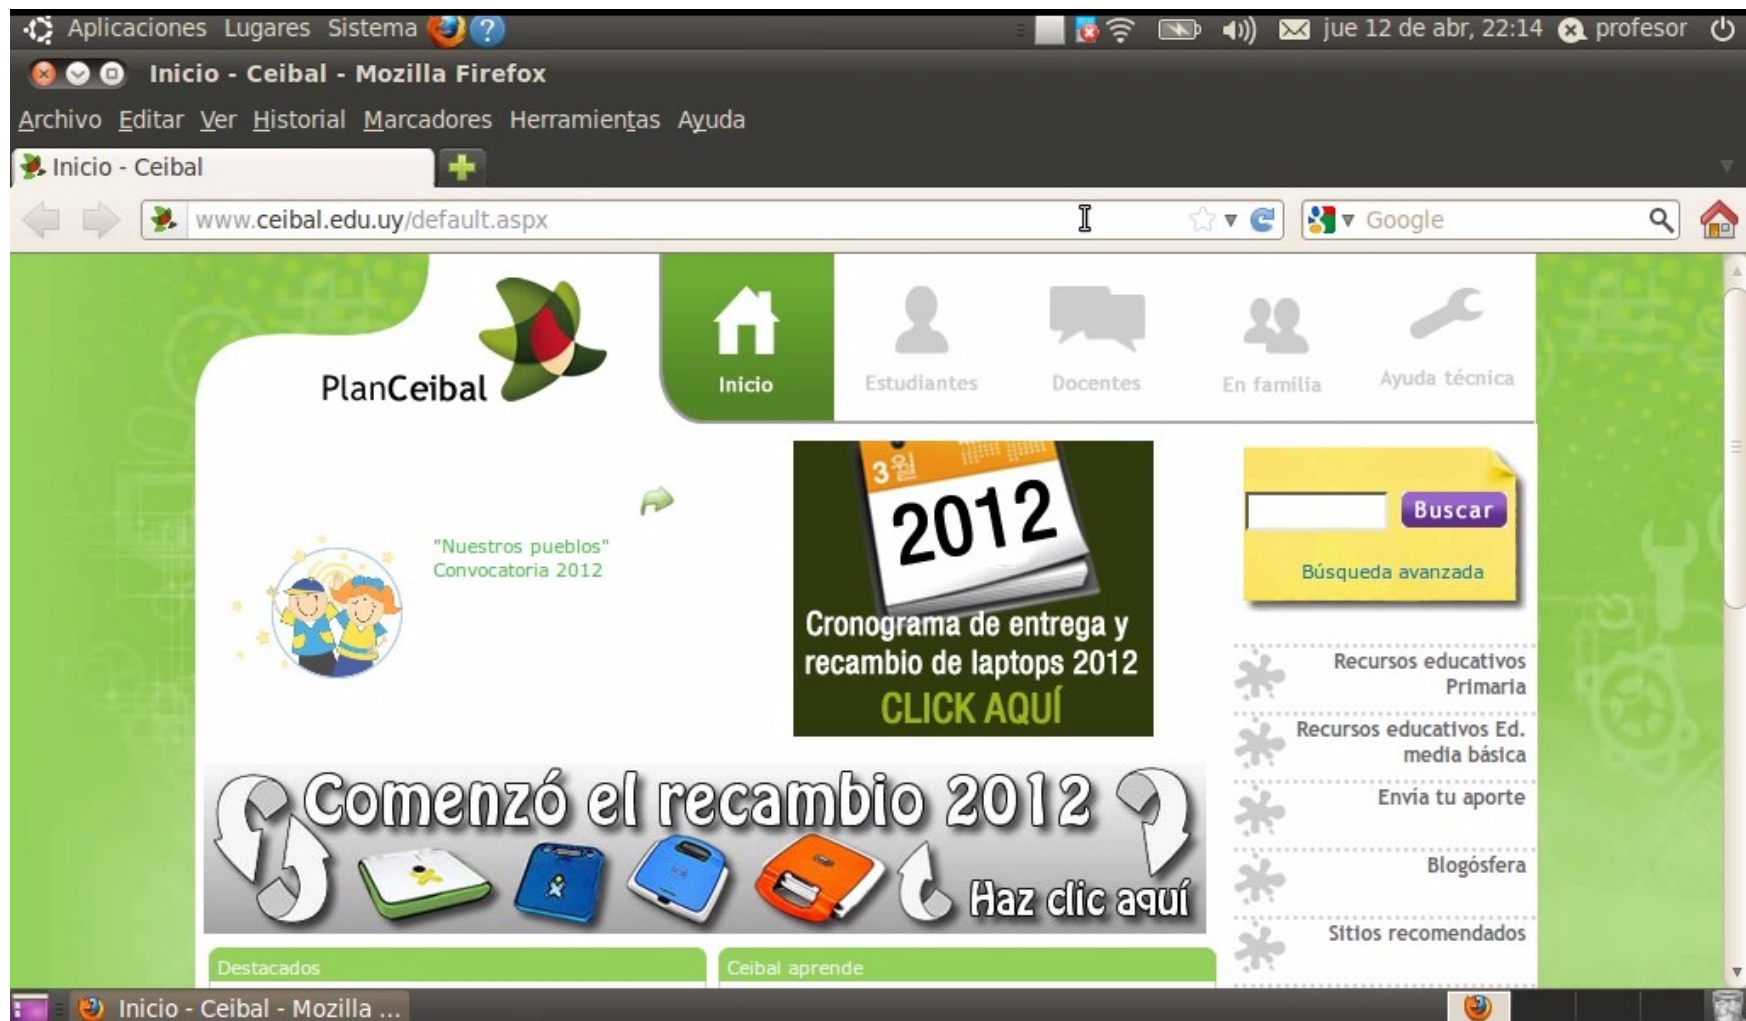 Aplicaciones Lugares Sistema
jue 12 de abr, 22:14 profesor
Inicio - Ceibal - Mozilla Firefox
Archivo Editar Ver Historial Marcadores Herramientas Ayuda
Inicio - Ceibal
www.ceibal.edu.uy/default.aspx
Google
PlanCeibal
Inicio
Estudiantes
Docentes
En familia
Ayuda técnica
"Nuestros pueblos"
Convocatoria 2012
3
2012
Cronograma de entrega y
recambio de laptops 2012
CLICK AQUÍ
Buscar
Búsqueda avanzada
Recursos educativos
Primaria
Recursos educativos Ed.
media básica
Envía tu aporte
Blogósfera
Sitios recomendados
Comenzó el recambio 2012
Haz clic aquí
Destacados
Ceibal aprende
Inicio - Ceibal - Mozilla ...